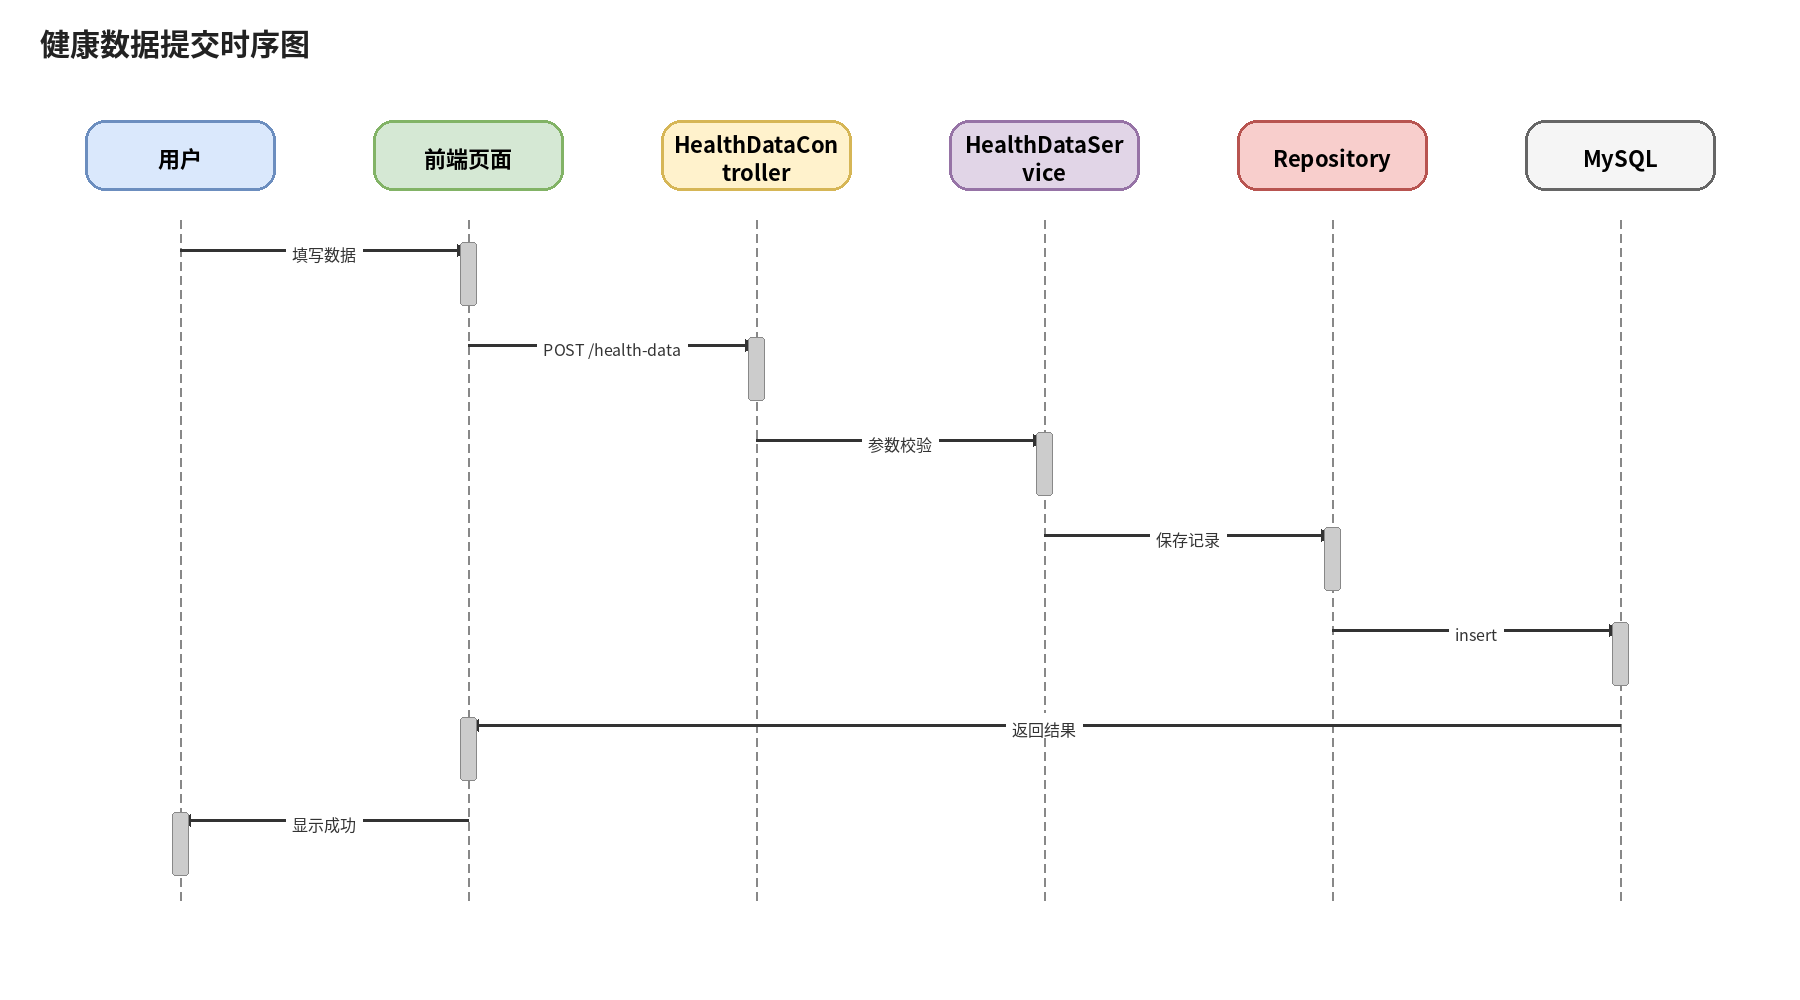 健康数据提交时序图
用户
前端页面
HealthDataCon
troller
HealthDataSer
vice
Repository
MySQL
填写数据
POST /health-data
参数校验
保存记录
insert
返回结果
显示成功